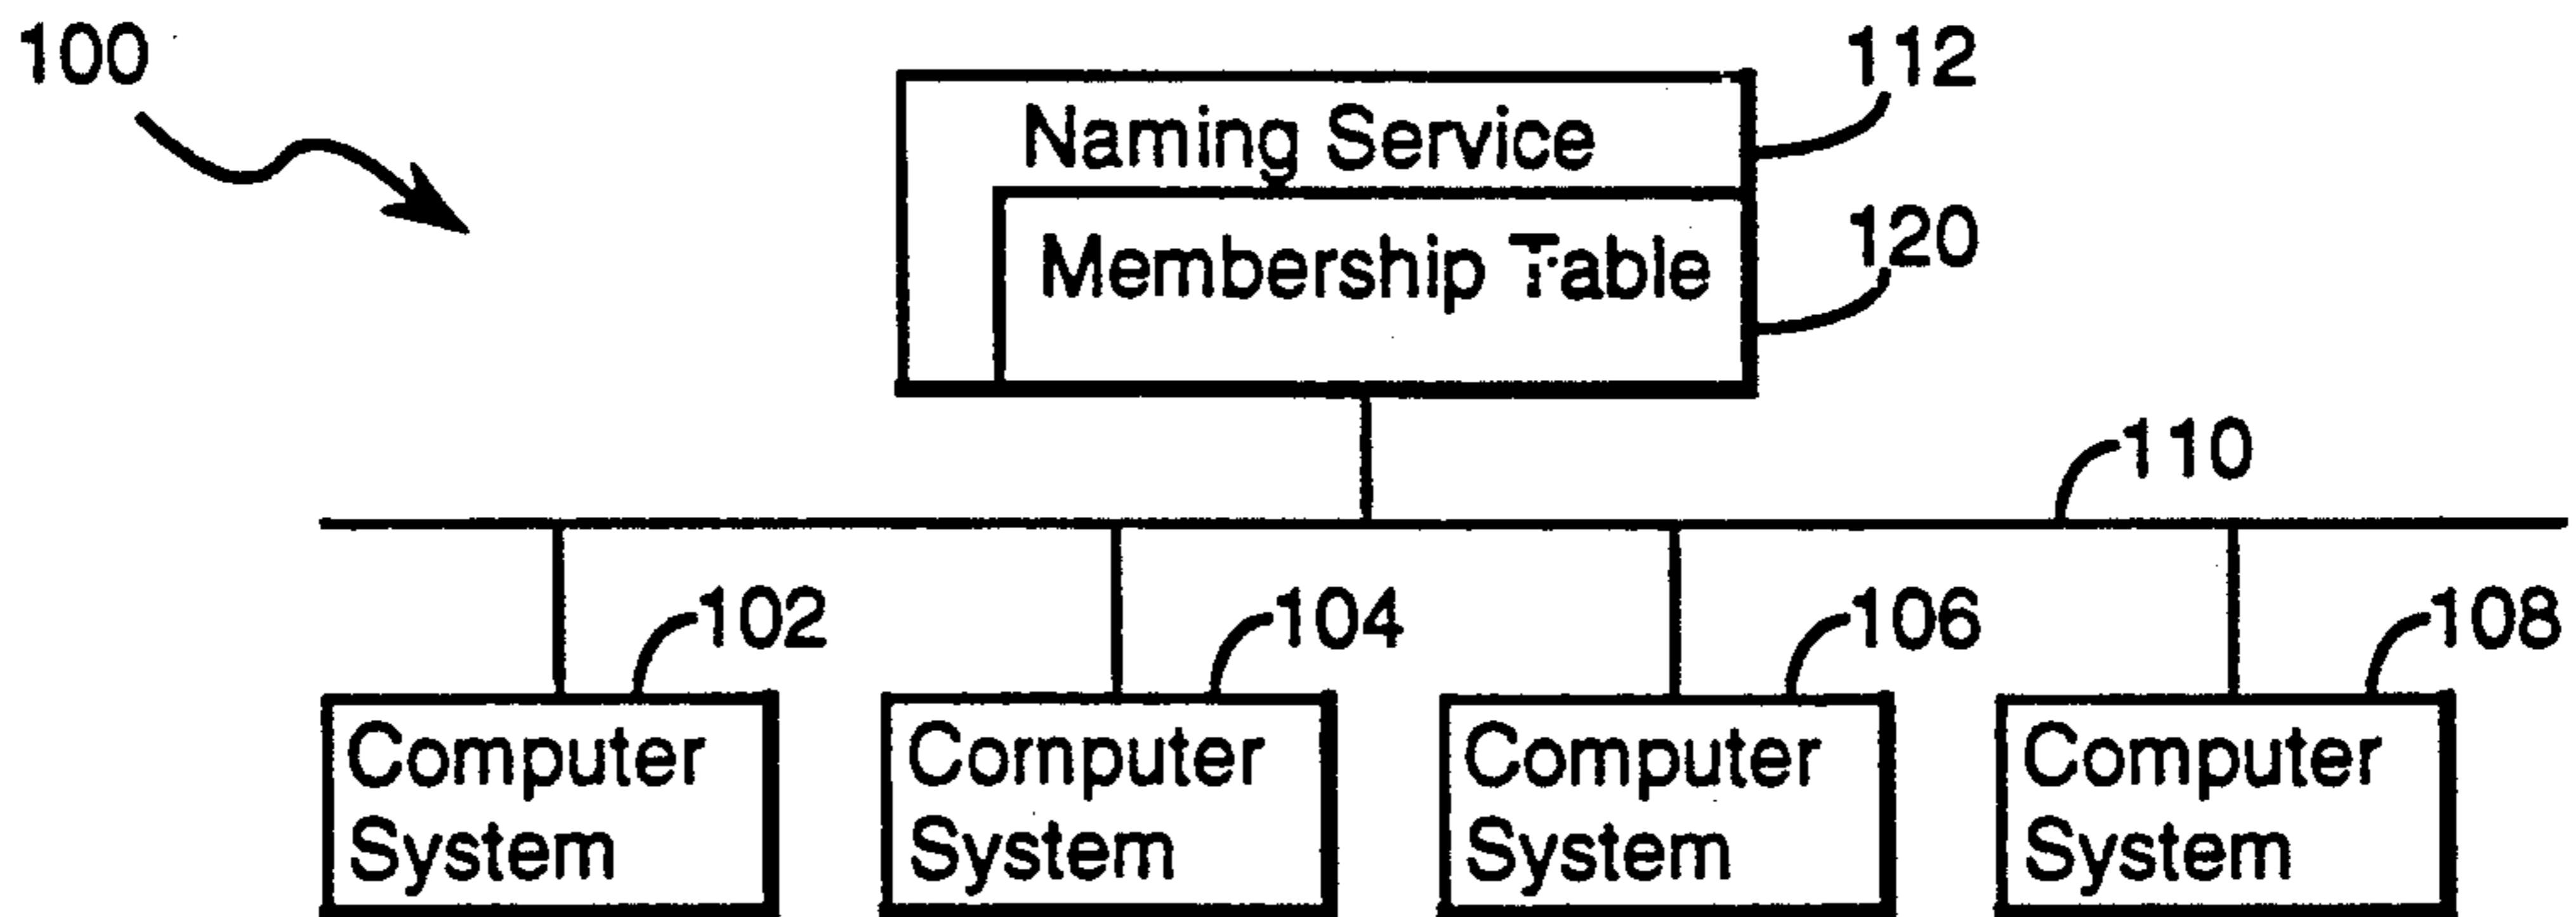 100
112
Naming Service
120
Membership Table
110
102
104
106
108
Computer
System
Computer
System
Computer
System
Computer
System